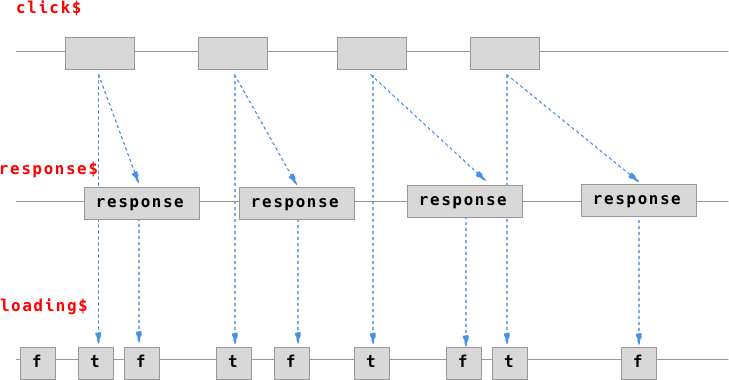 click$
response$
response response response response
loading$
f t f t f t f t f